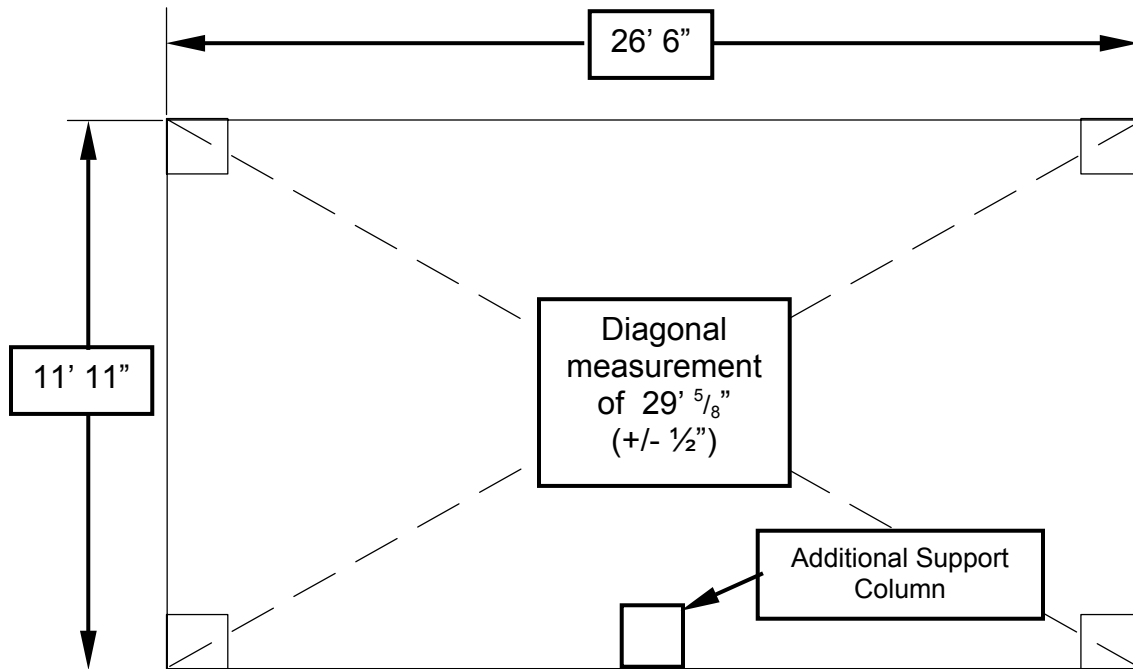 26’ 6”
11’ 11”
Diagonal
measurement
of 29’ ⁵/₈”
(+/- ½”)
Additional Support
Column